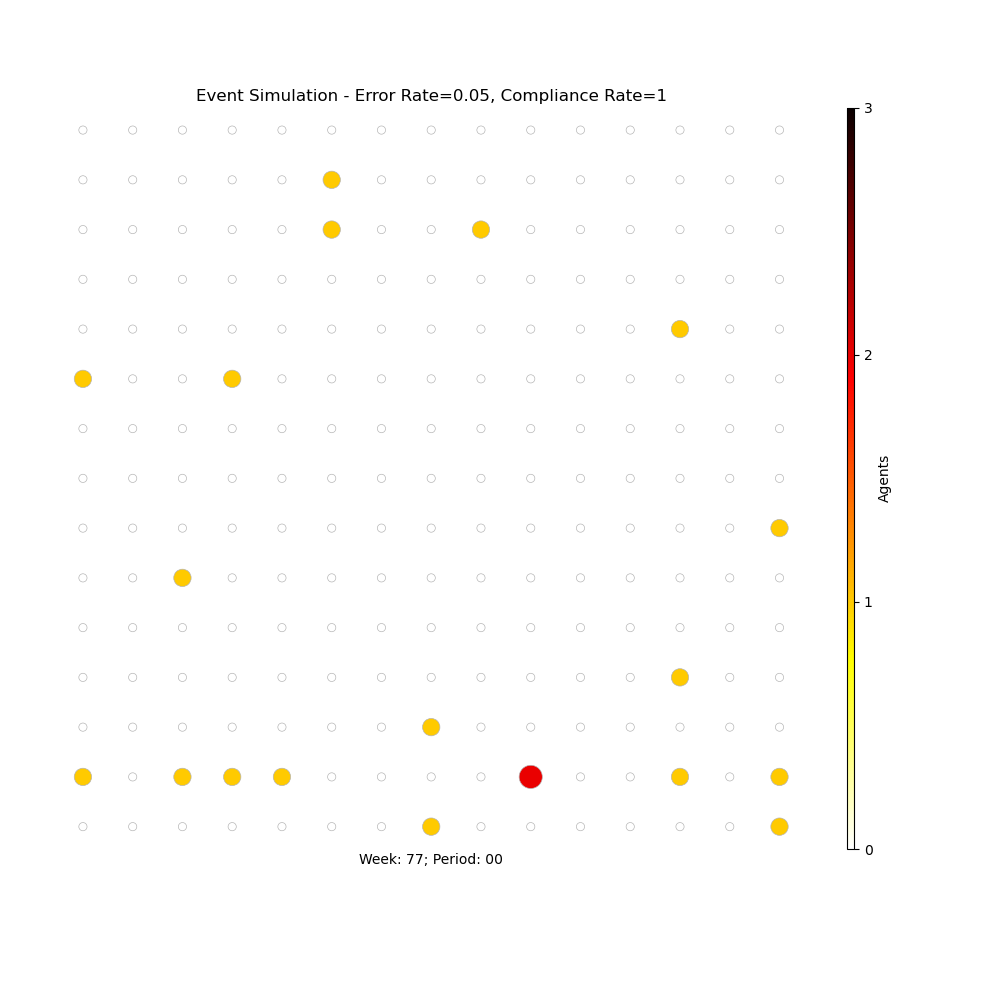 Event Simulation - Error Rate=0.05, Compliance Rate=1
3
2
Agents
1
0
Week: 77; Period: 00